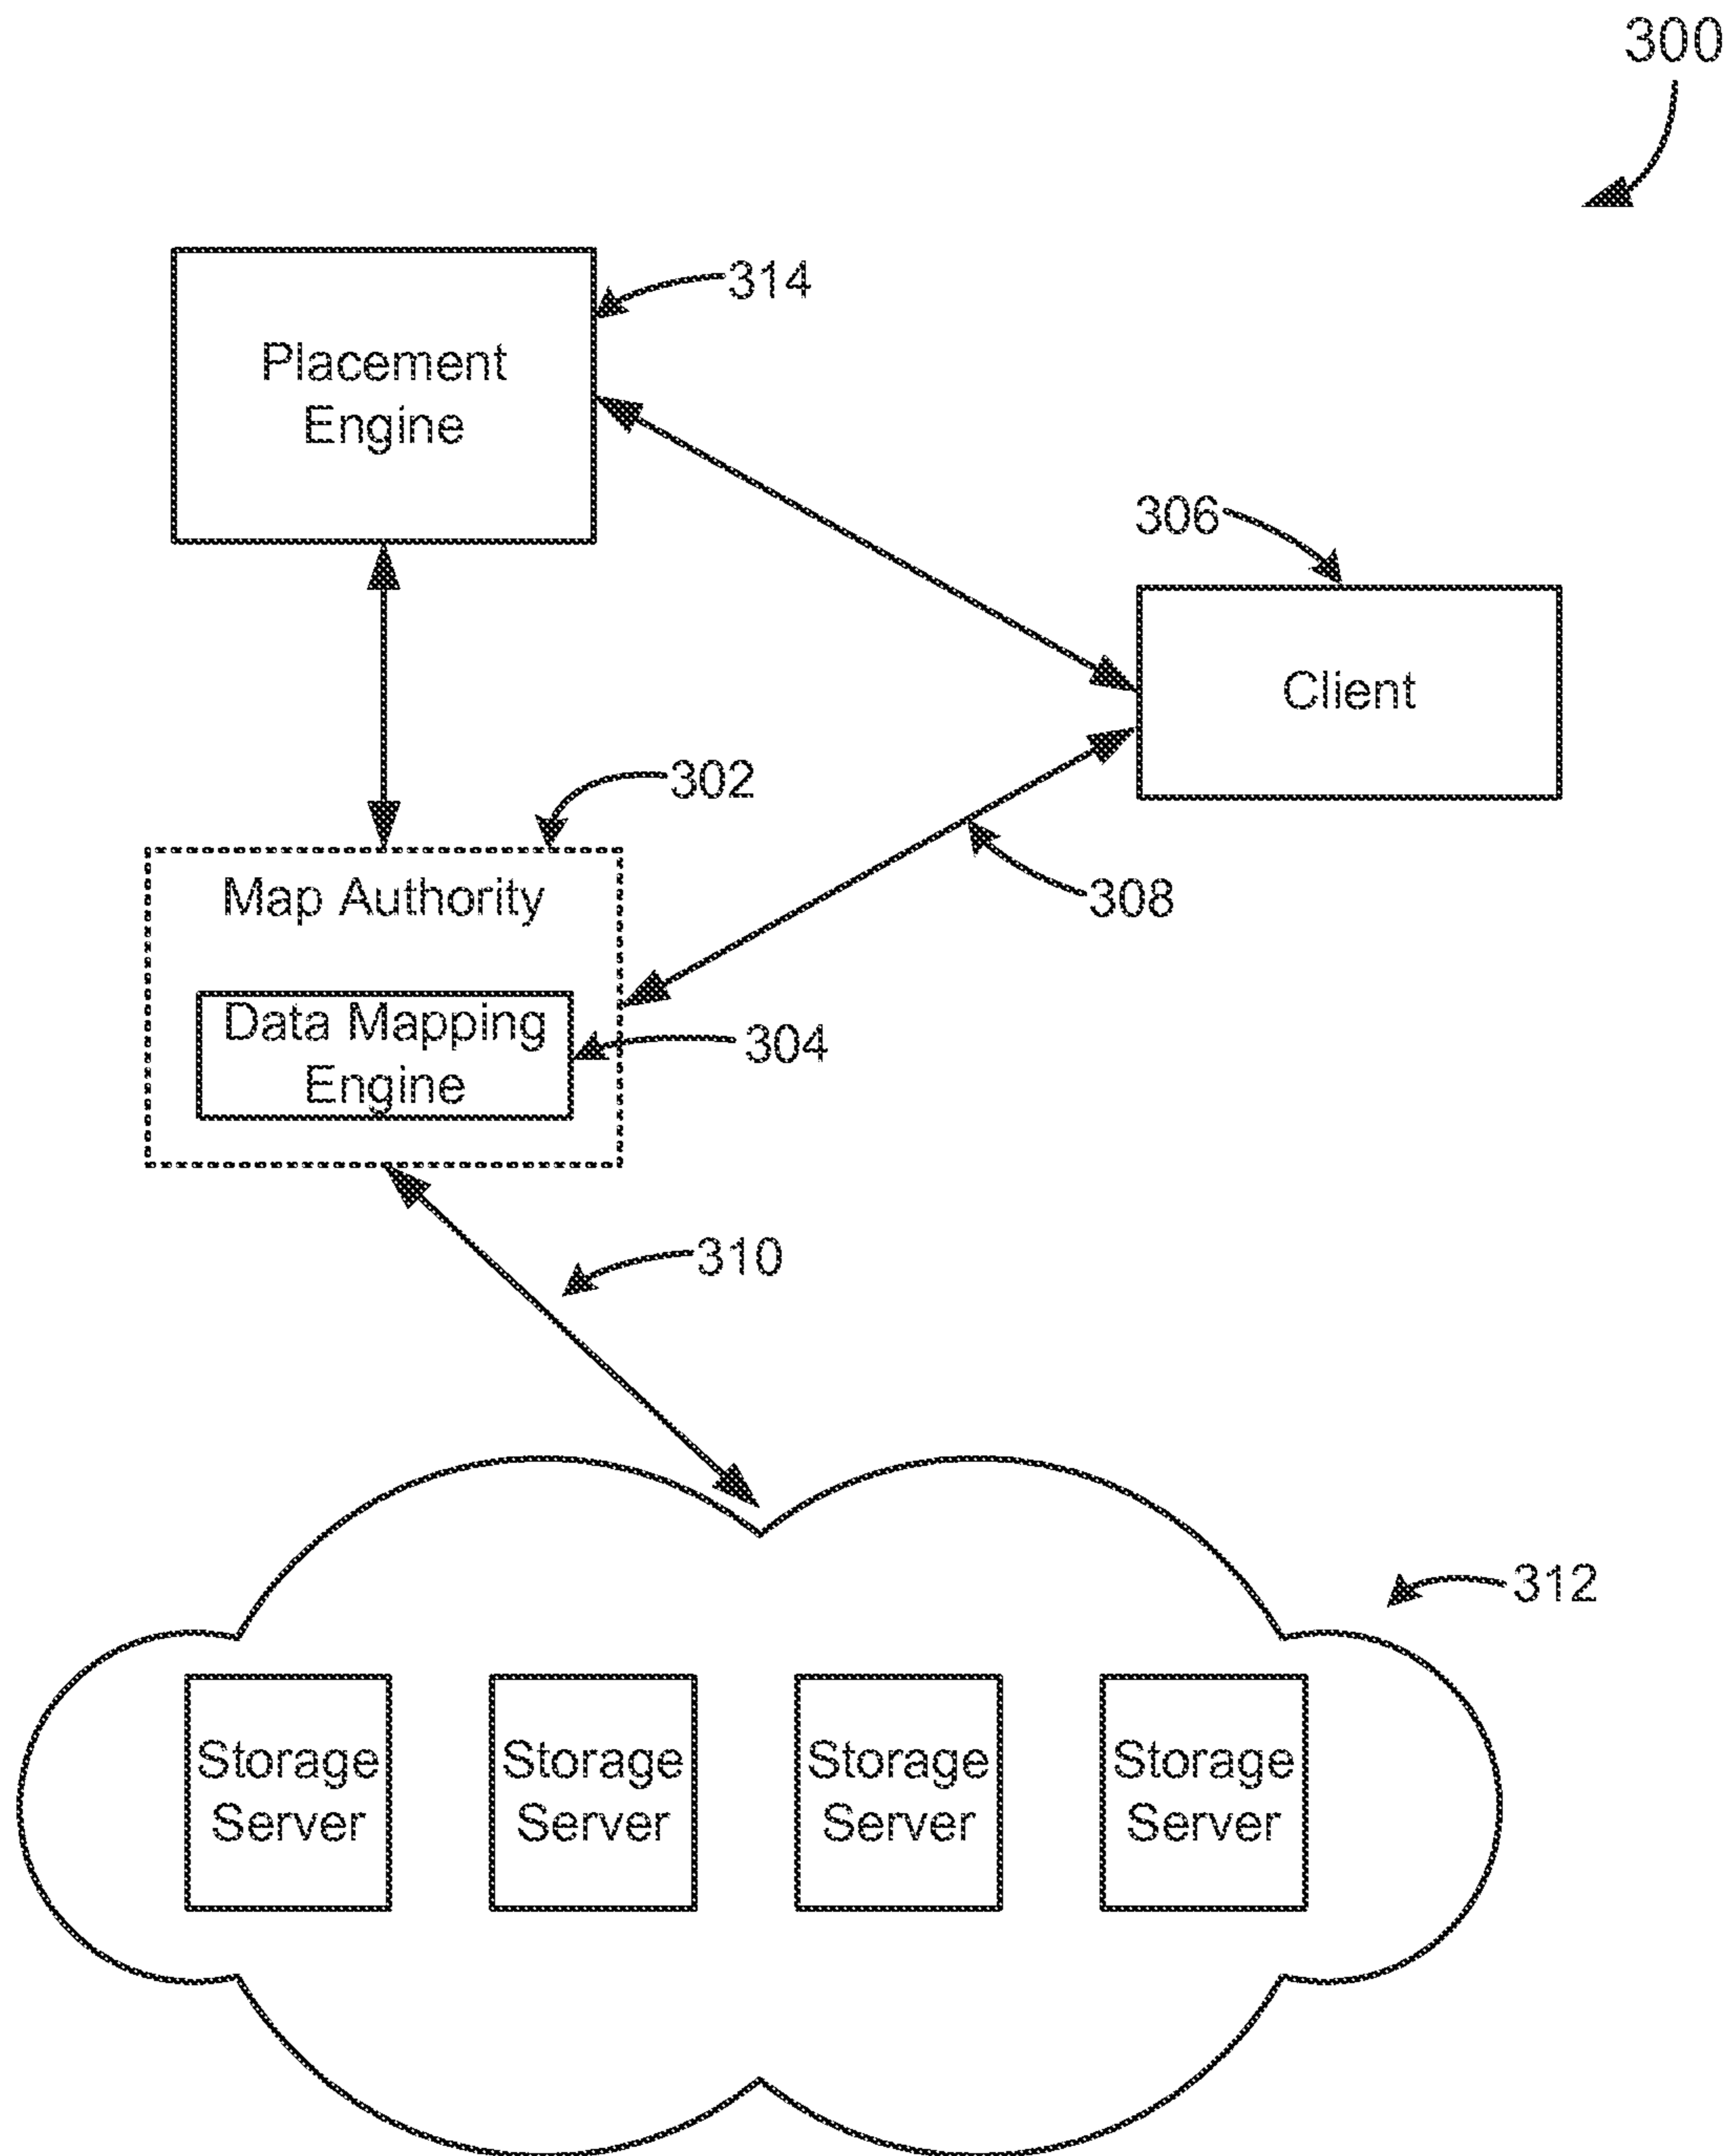 300
314
Placement
Engine
306
Client
302
Map Authority
308
Data Mapping
Engine
304
310
312
Storage
Server
Storage
Server
Storage
Server
Storage
Server